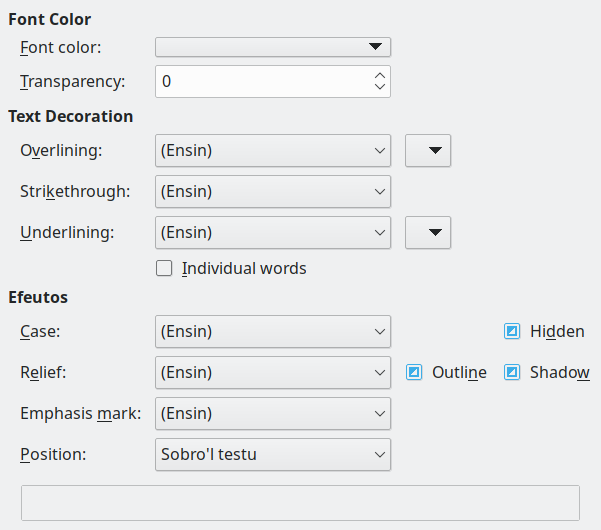 Font Color
Font color:
Transparency: 0
Text Decoration
Overlining: (Ensin)
Strikethrough: (Ensin)
Underlining: (Ensin)
Individual words
Efeutos
Case: (Ensin) Hidden
Relief: (Ensin) Outline Shadow
Emphasis mark: (Ensin)
Position: Sobro'l testu